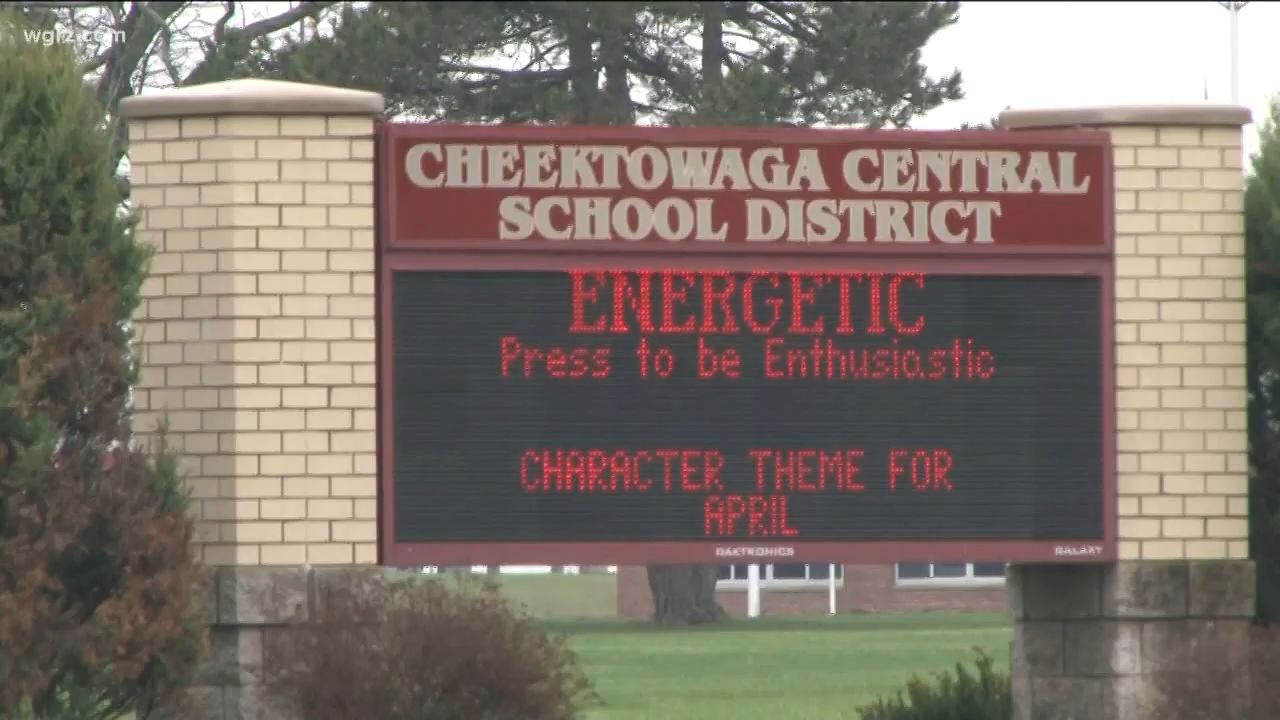 wgrz.com
CHEEKTOWAGA CENTRAL
SCHOOL DISTRICT
ENERGETIC
Press to be Enthusiastic
CHARACTER THEME FOR
APRIL
DAKTRONICS
GALAXY